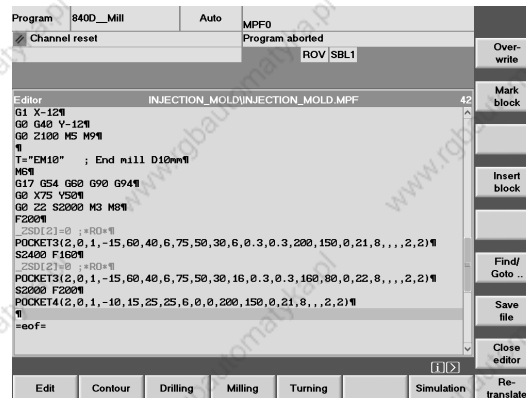 Program 840D__Mill Auto MPF0
Channel reset Program aborted
ROV SBL1
Over-
write
Editor INJECTION_MOLD\INJECTION_MOLD.MPF 42
Mark
block
G1 X-12¶
G0 G40 Y-12¶
G0 Z100 M5 M9¶
¶
T="EM10" ; End mill D10mm¶
M6¶
G17 G54 G60 G90 G94¶
Insert
block
G0 X75 Y50¶
G0 Z2 S2000 M3 M8¶
F200¶
_ZSD[2]=0 ;*RO*¶
POCKET3(2,0,1,-15,60,40,6,75,50,30,6,0.3,0.3,200,150,0,21,8,,,,2,2)¶
S2400 F160¶
Find/
Goto ..
_ZSD[2]=0 ;*RO*¶
POCKET3(2,0,1,-15,60,40,6,75,50,30,16,0.3,0.3,160,80,0,22,8,,,,2,2)¶
S2000 F200¶
POCKET4(2,0,1,-10,15,25,25,6,0,0,200,150,0,21,8,,,2,2)¶
¶
=eof=
Save
file
Close
editor
Edit Contour Drilling Milling Turning Simulation
Re-
translate
www.rgbautomatyka.pl